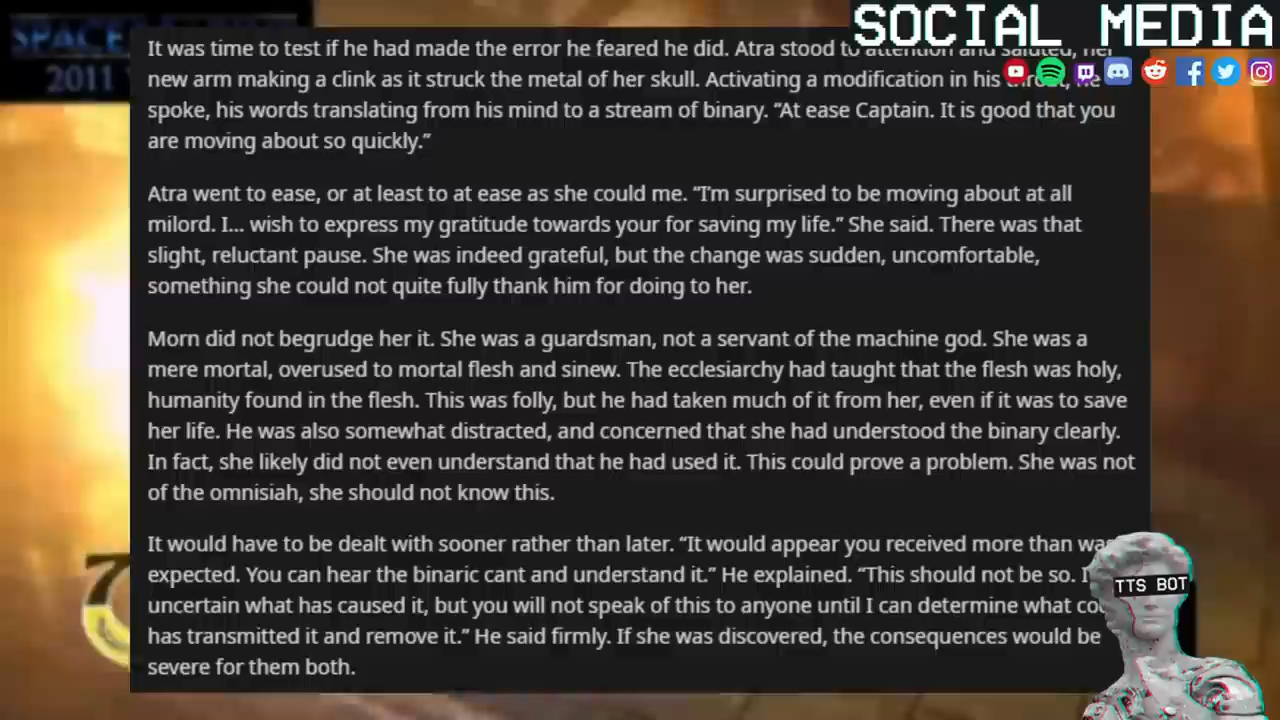 SOCIAL MEDIA
SPACE
2011
It was time to test if he had made the error he feared he did. Atra stood to attention and saluted, her
new arm making a clink as it struck the metal of her skull. Activating a modification in his throat, he
spoke, his words translating from his mind to a stream of binary. “At ease Captain. It is good that you
are moving about so quickly.”
Atra went to ease, or at least to at ease as she could me. “I’m surprised to be moving about at all
milord. I... wish to express my gratitude towards your for saving my life.” She said. There was that
slight, reluctant pause. She was indeed grateful, but the change was sudden, uncomfortable,
something she could not quite fully thank him for doing to her.
Morn did not begrudge her it. She was a guardsman, not a servant of the machine god. She was a
mere mortal, overused to mortal flesh and sinew. The ecclesiarchy had taught that the flesh was holy,
humanity found in the flesh. This was folly, but he had taken much of it from her, even if it was to save
her life. He was also somewhat distracted, and concerned that she had understood the binary clearly.
In fact, she likely did not even understand that he had used it. This could prove a problem. She was not
of the omnisiah, she should not know this.
It would have to be dealt with sooner rather than later. “It would appear you received more than was
expected. You can hear the binaric cant and understand it.” He explained. “This should not be so.
uncertain what has caused it, but you will not speak of this to anyone until I can determine what
has transmitted it and remove it.” He said firmly. If she was discovered, the consequences would be
severe for them both.
TTS BOT